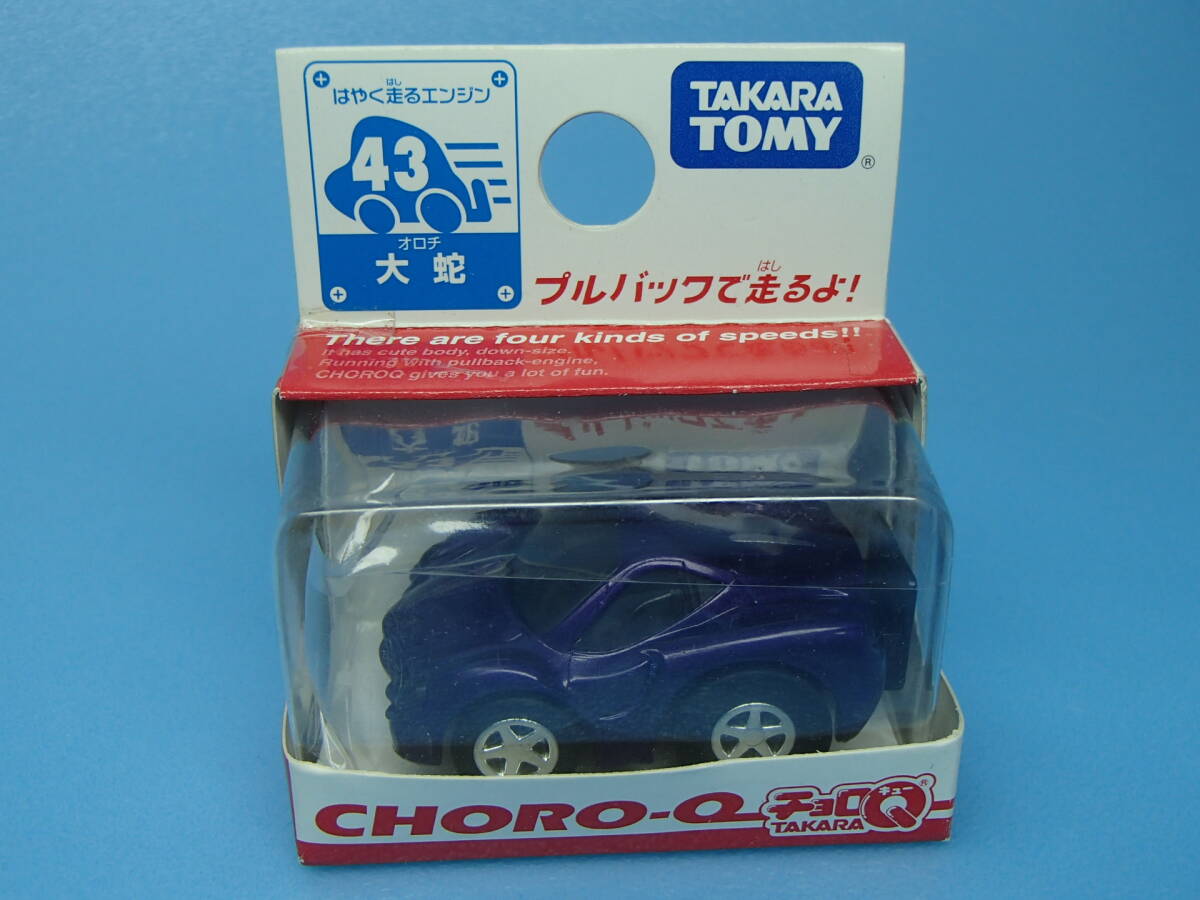 はやく走るエンジン
はし
43
オロチ
大蛇
TAKARA
TOMY
®
プルバックで走るよ!
はし
There are four kinds of speeds!!
It has cute body, down-size.
Running with pullback-engine,
CHOROQ gives you a lot of fun.
CHORO-Q
チョロQ
キュー
®
TAKARA